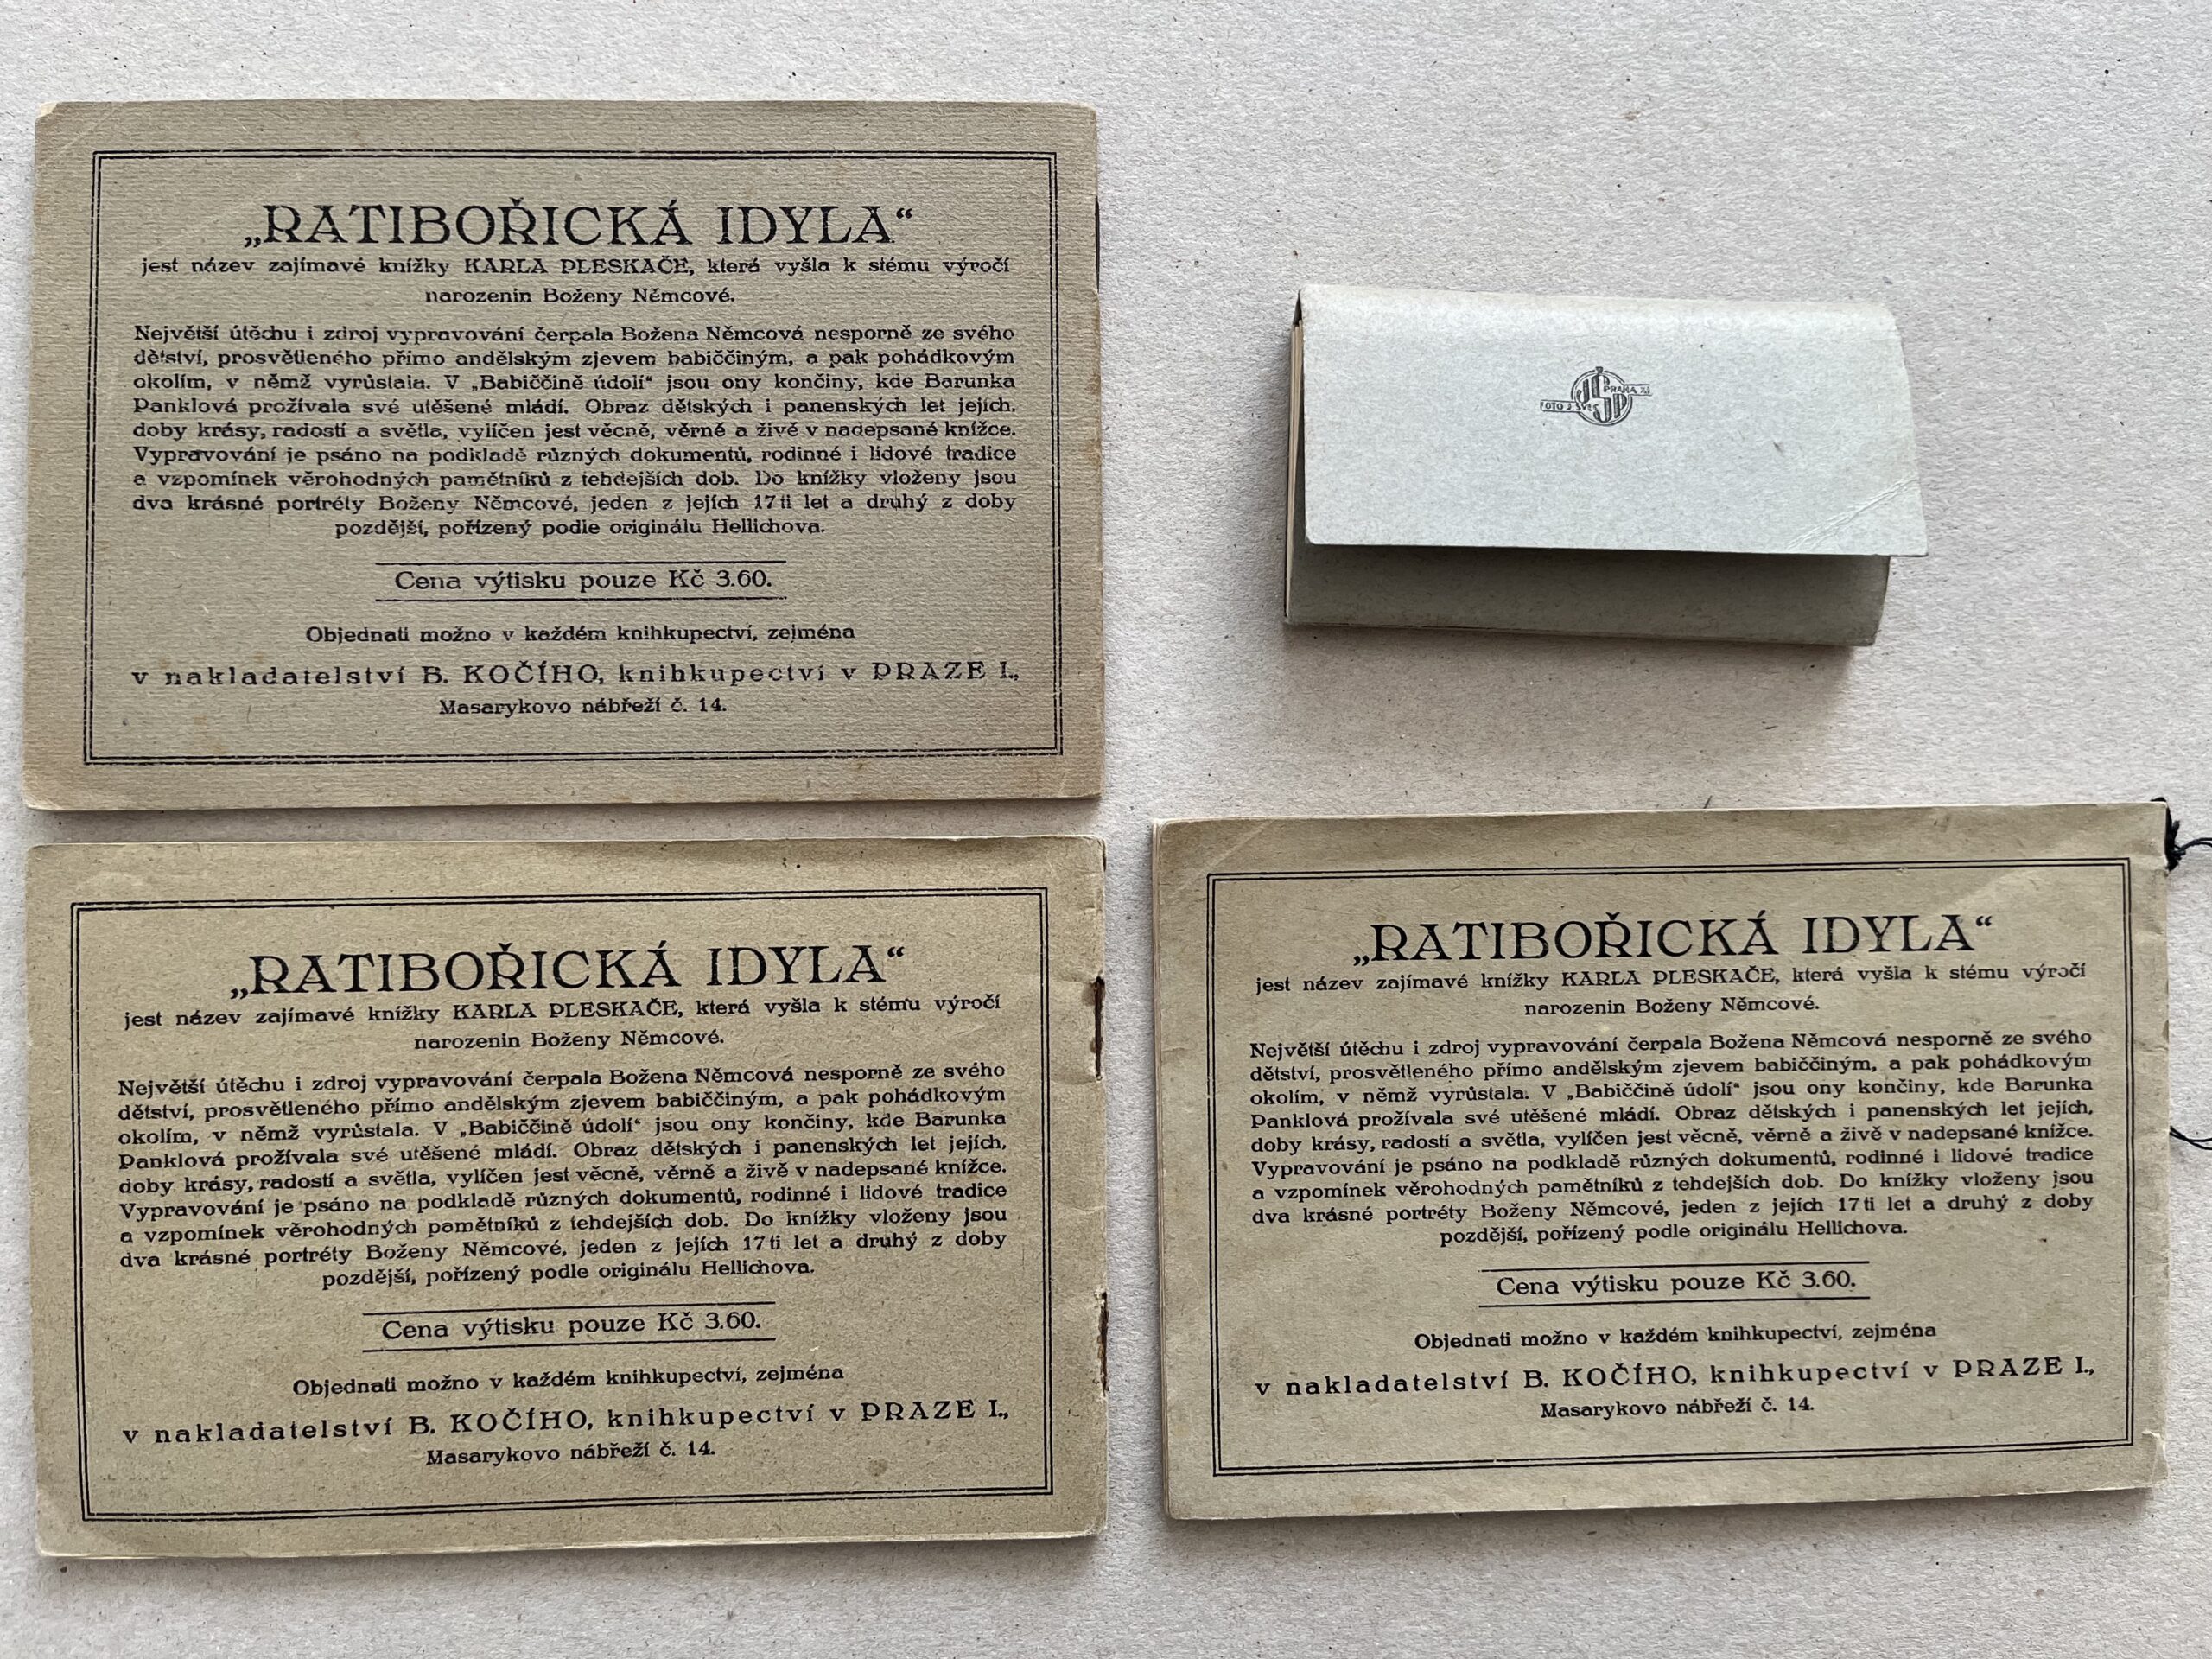 „RATIBOŘICKÁ IDYLA“
jest název zajímavé knížky KARLA PLESKAČE, která vyšla k stému výročí
narozenin Boženy Němcové.
Největší útěchu i zdroj vypravování čerpala Božena Němcová nesporně ze svého
dětství, prosvětleného přímo andělským zjevem babiččiným, a pak pohádkovým
okolím, v němž vyrůstala. V „Babiččině údolí“ jsou ony končiny, kde Barunka
Panklová prožívala své utěšené mládí. Obraz dětských i panenských let jejích,
doby krásy, radostí a světla, vylíčen jest věcně, věrně a živě v nadepsané knížce.
Vypravování je psáno na podkladě různých dokumentů, rodinné i lidové tradice
a vzpomínek věrohodných pamětníků z tehdejších dob. Do knížky vloženy jsou
dva krásné portréty Boženy Němcové, jeden z jejích 17ti let a druhý z doby
pozdější, pořízený podle originálu Hellichova.
Cena výtisku pouze Kč 3.60.
Objednati možno v každém knihkupectví, zejména
v nakladatelství B. KOČÍHO, knihkupectví v PRAZE I.,
Masarykovo nábřeží č. 14.
PRAHA XI
„RATIBOŘICKÁ IDYLA“
jest název zajímavé knížky KARLA PLESKAČE, která vyšla k stému výročí
narozenin Boženy Němcové.
Největší útěchu i zdroj vypravování čerpala Božena Němcová nesporně ze svého
dětství, prosvětleného přímo andělským zjevem babiččiným, a pak pohádkovým
okolím, v němž vyrůstala. V „Babiččině údolí“ jsou ony končiny, kde Barunka
Panklová prožívala své utěšené mládí. Obraz dětských i panenských let jejích,
doby krásy, radostí a světla, vylíčen jest věcně, věrně a živě v nadepsané knížce.
Vypravování je psáno na podkladě různých dokumentů, rodinné i lidové tradice
a vzpomínek věrohodných pamětníků z tehdejších dob. Do knížky vloženy jsou
dva krásné portréty Boženy Němcové, jeden z jejích 17ti let a druhý z doby
pozdější, pořízený podle originálu Hellichova.
Cena výtisku pouze Kč 3.60.
Objednati možno v každém knihkupectví, zejména
v nakladatelství B. KOČÍHO, knihkupectví v PRAZE I.,
Masarykovo nábřeží č. 14.
„RATIBOŘICKÁ IDYLA“
jest název zajímavé knížky KARLA PLESKAČE, která vyšla k stému výročí
narozenin Boženy Němcové.
Největší útěchu i zdroj vypravování čerpala Božena Němcová nesporně ze svého
dětství, prosvětleného přímo andělským zjevem babiččiným, a pak pohádkovým
okolím, v němž vyrůstala. V „Babiččině údolí“ jsou ony končiny, kde Barunka
Panklová prožívala své utěšené mládí. Obraz dětských i panenských let jejích,
doby krásy, radostí a světla, vylíčen jest věcně, věrně a živě v nadepsané knížce.
Vypravování je psáno na podkladě různých dokumentů, rodinné i lidové tradice
a vzpomínek věrohodných pamětníků z tehdejších dob. Do knížky vloženy jsou
dva krásné portréty Boženy Němcové, jeden z jejích 17ti let a druhý z doby
pozdější, pořízený podle originálu Hellichova.
Cena výtisku pouze Kč 3.60.
Objednati možno v každém knihkupectví, zejména
v nakladatelství B. KOČÍHO, knihkupectví v PRAZE I.,
Masarykovo nábřeží č. 14.